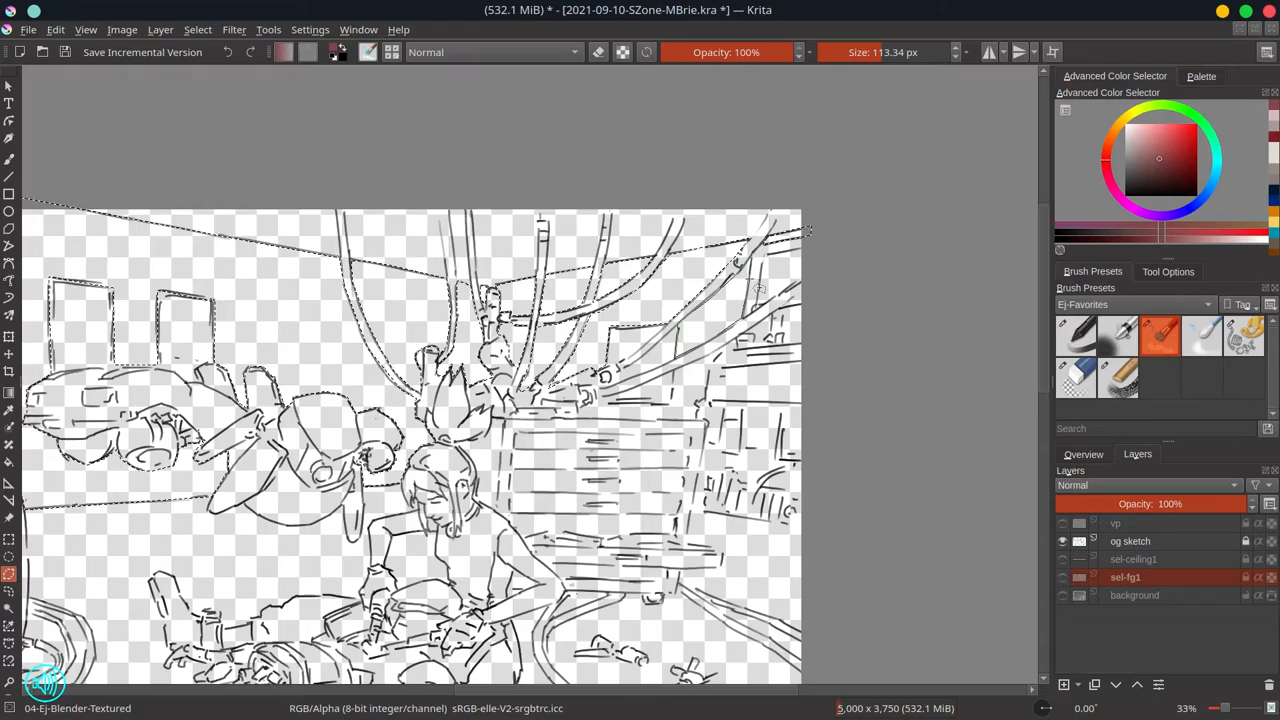 (532.1 MiB) * - [2021-09-10-SZone-MBrie.kra *] — Krita
File Edit View Image Layer Select Filter Tools Settings Window Help
Save Incremental Version Normal Opacity: 100% Size: 113.34 px
Advanced Color Selector Palette
Advanced Color Selector
Brush Presets Tool Options
Brush Presets
Ej-Favorites Tag
Search
Overview Layers
Layers
Normal
Opacity: 100%
vp
og sketch
sel-ceiling1
sel-fg1
background
04-Ej-Blender-Textured RGB/Alpha (8-bit integer/channel) sRGB-elle-V2-srgbtrc.icc 5,000 x 3,750 (532.1 MiB) 0.00° 33%